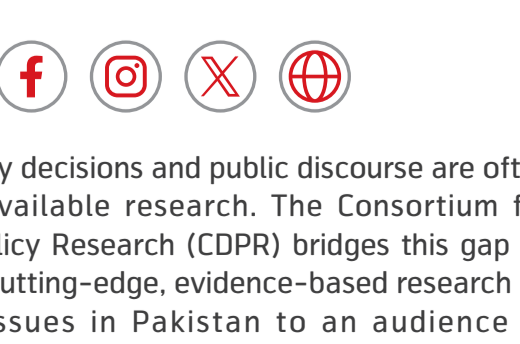 y decisions and public discourse are oft
vailable research. The Consortium f
licy Research (CDPR) bridges this gap
utting-edge, evidence-based research
ssues in Pakistan to an audience